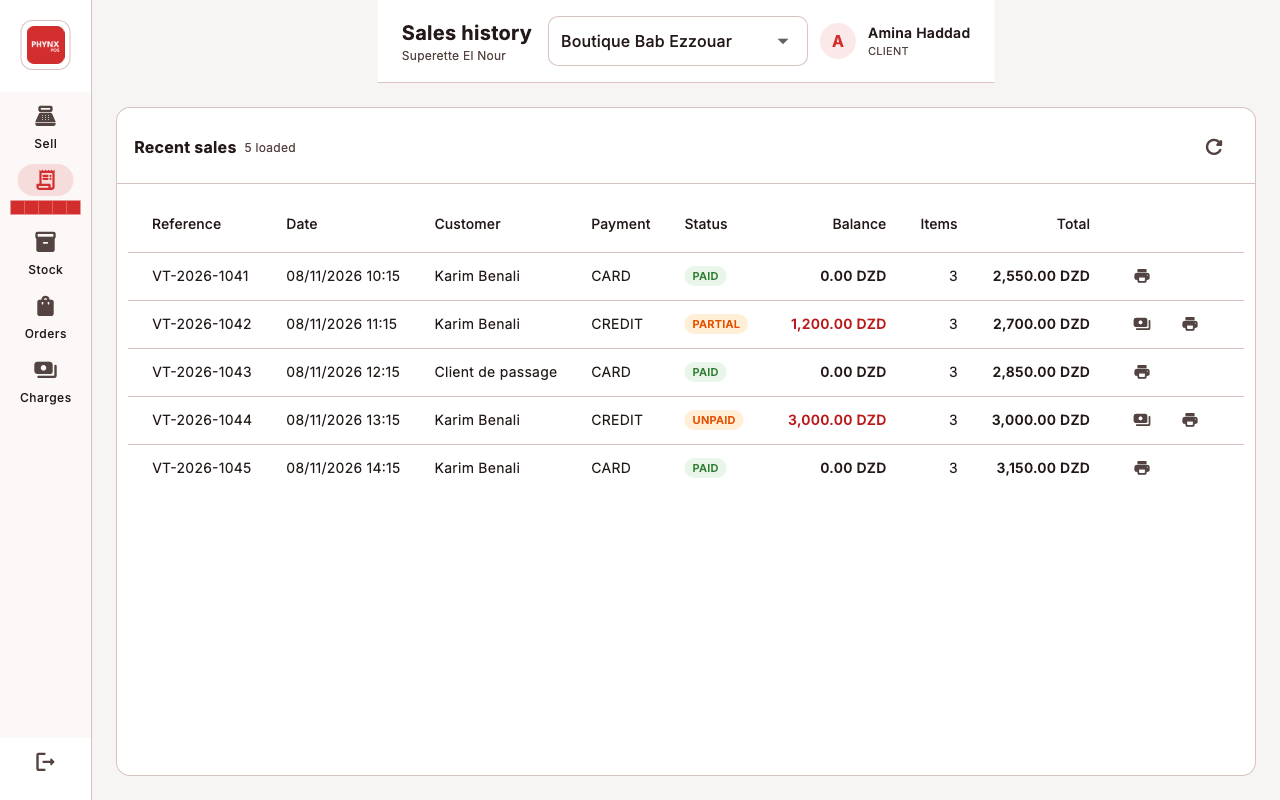 PHYNX
POS
Sales history
Superette El Nour
Boutique Bab Ezzouar
A
Amina Haddad
CLIENT
Sell
Stock
Orders
Charges
Recent sales 5 loaded
Reference Date Customer Payment Status Balance Items Total
VT-2026-1041 08/11/2026 10:15 Karim Benali CARD PAID 0.00 DZD 3 2,550.00 DZD
VT-2026-1042 08/11/2026 11:15 Karim Benali CREDIT PARTIAL 1,200.00 DZD 3 2,700.00 DZD
VT-2026-1043 08/11/2026 12:15 Client de passage CARD PAID 0.00 DZD 3 2,850.00 DZD
VT-2026-1044 08/11/2026 13:15 Karim Benali CREDIT UNPAID 3,000.00 DZD 3 3,000.00 DZD
VT-2026-1045 08/11/2026 14:15 Karim Benali CARD PAID 0.00 DZD 3 3,150.00 DZD